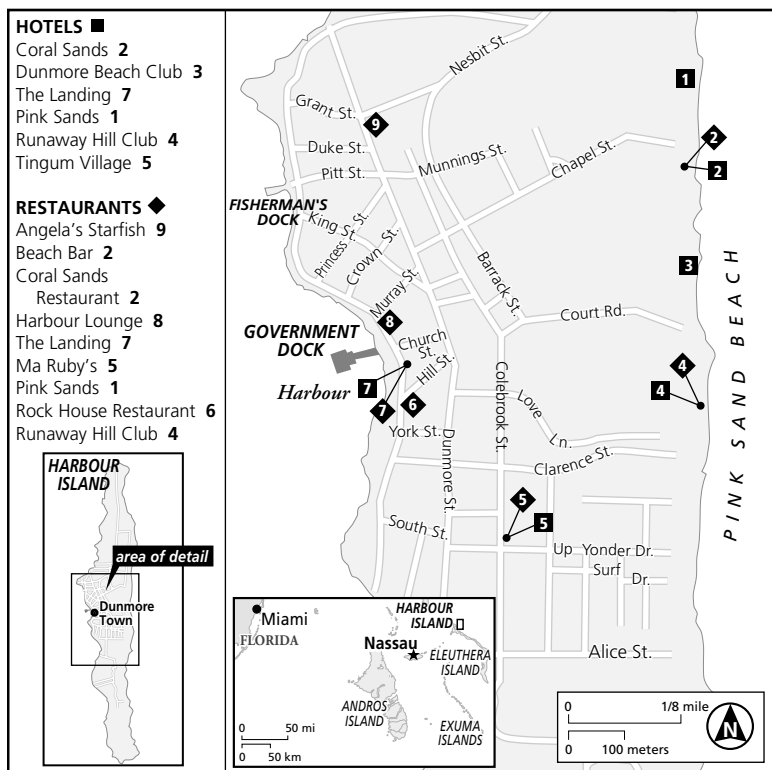 HOTELS ■
Coral Sands 2
Dunmore Beach Club 3
The Landing 7
Pink Sands 1
Runaway Hill Club 4
Tingum Village 5
RESTAURANTS ◆
Angela's Starfish 9
Beach Bar 2
Coral Sands
Restaurant 2
Harbour Lounge 8
The Landing 7
Ma Ruby's 5
Pink Sands 1
Rock House Restaurant 6
Runaway Hill Club 4
HARBOUR
ISLAND
area of detail
Dunmore
Town
Nesbit St.
1
Grant St.
9
Duke St.
Munnings St.
Chapel St.
2
2
Pitt St.
FISHERMAN'S
DOCK
King St.
Princess St.
Crown St.
Barrack St.
3
Murray St.
8
Court Rd.
GOVERNMENT
DOCK
Church
St.
Hill St.
Harbour
7
7
6
4
4
Colebrook St.
Love
Ln.
York St.
Dunmore St.
Clarence St.
5
5
South St.
Up Yonder Dr.
Surf
Dr.
Alice St.
PINK SAND BEACH
Miami
FLORIDA
HARBOUR
ISLAND
Nassau
ELEUTHERA
ISLAND
ANDROS
ISLAND
EXUMA
ISLANDS
0 50 mi
0 50 km
0 1/8 mile
0 100 meters
N